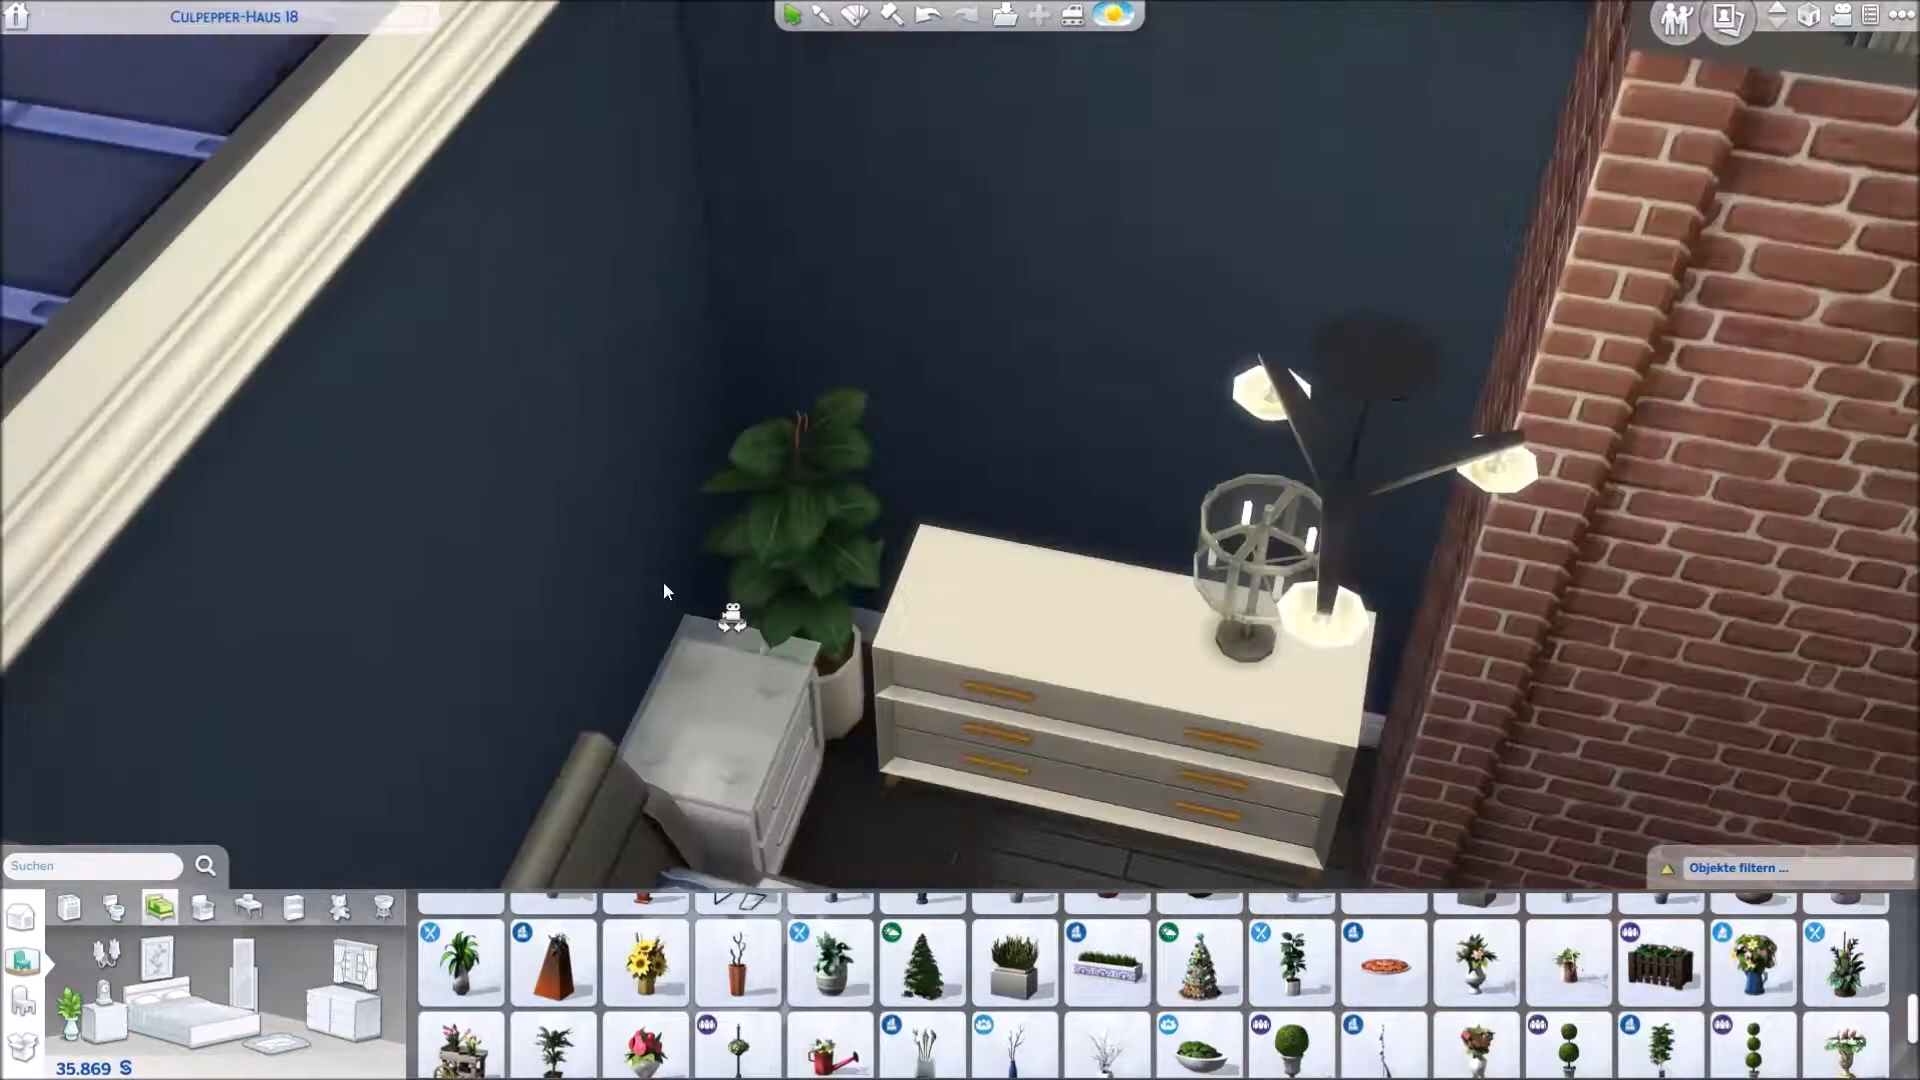 Culpepper-Haus 18
Suchen
Objekte filtern ...
35.869 S